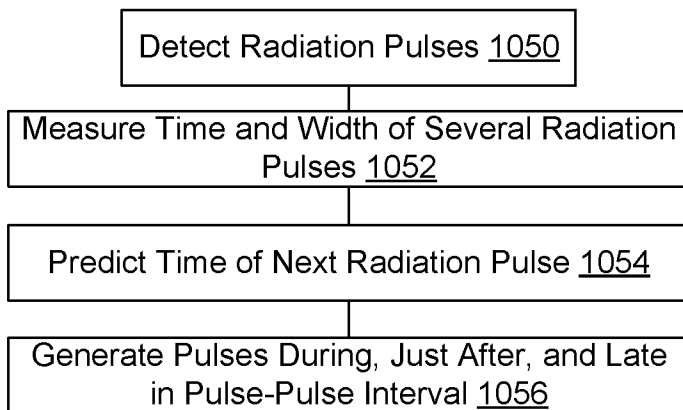 Detect Radiation Pulses 1050
Measure Time and Width of Several Radiation
Pulses 1052
Predict Time of Next Radiation Pulse 1054
Generate Pulses During, Just After, and Late
in Pulse-Pulse Interval 1056